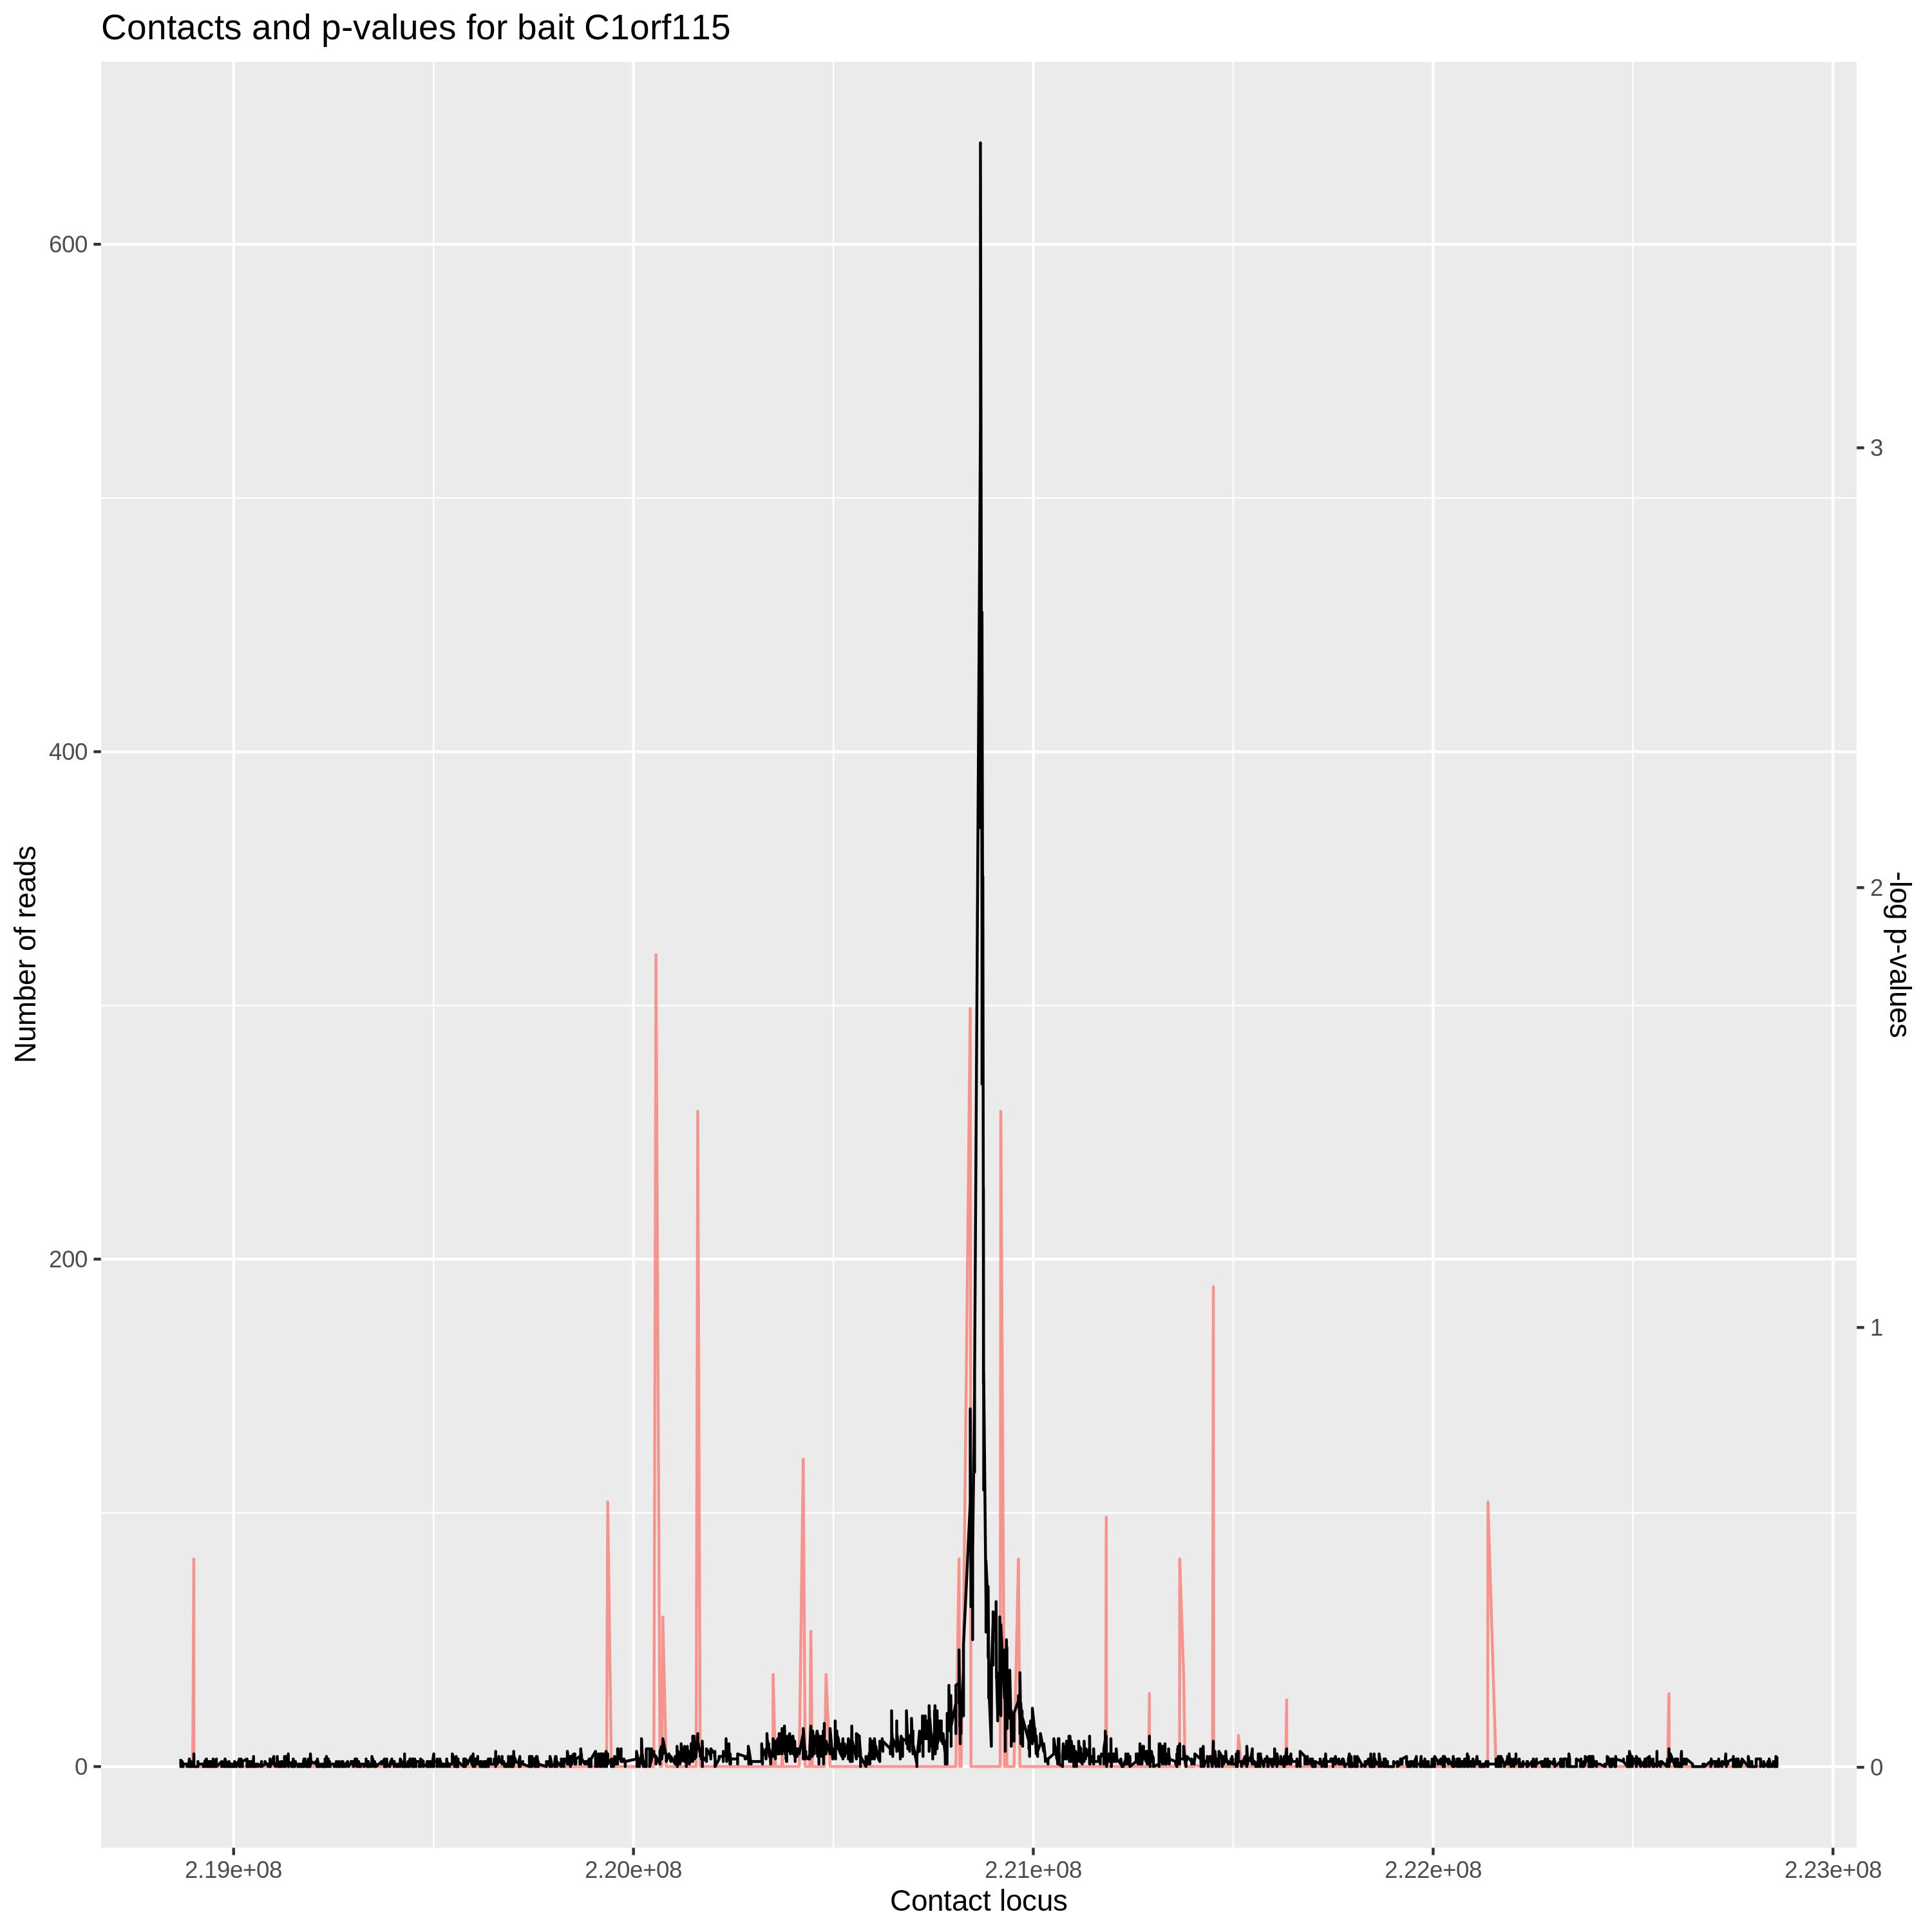 Contacts and p-values for bait C1orf115
Number of reads
600
400
200
0
3
2
1
0
-log p-values
2.19e+08
2.20e+08
2.21e+08
2.22e+08
2.23e+08
Contact locus